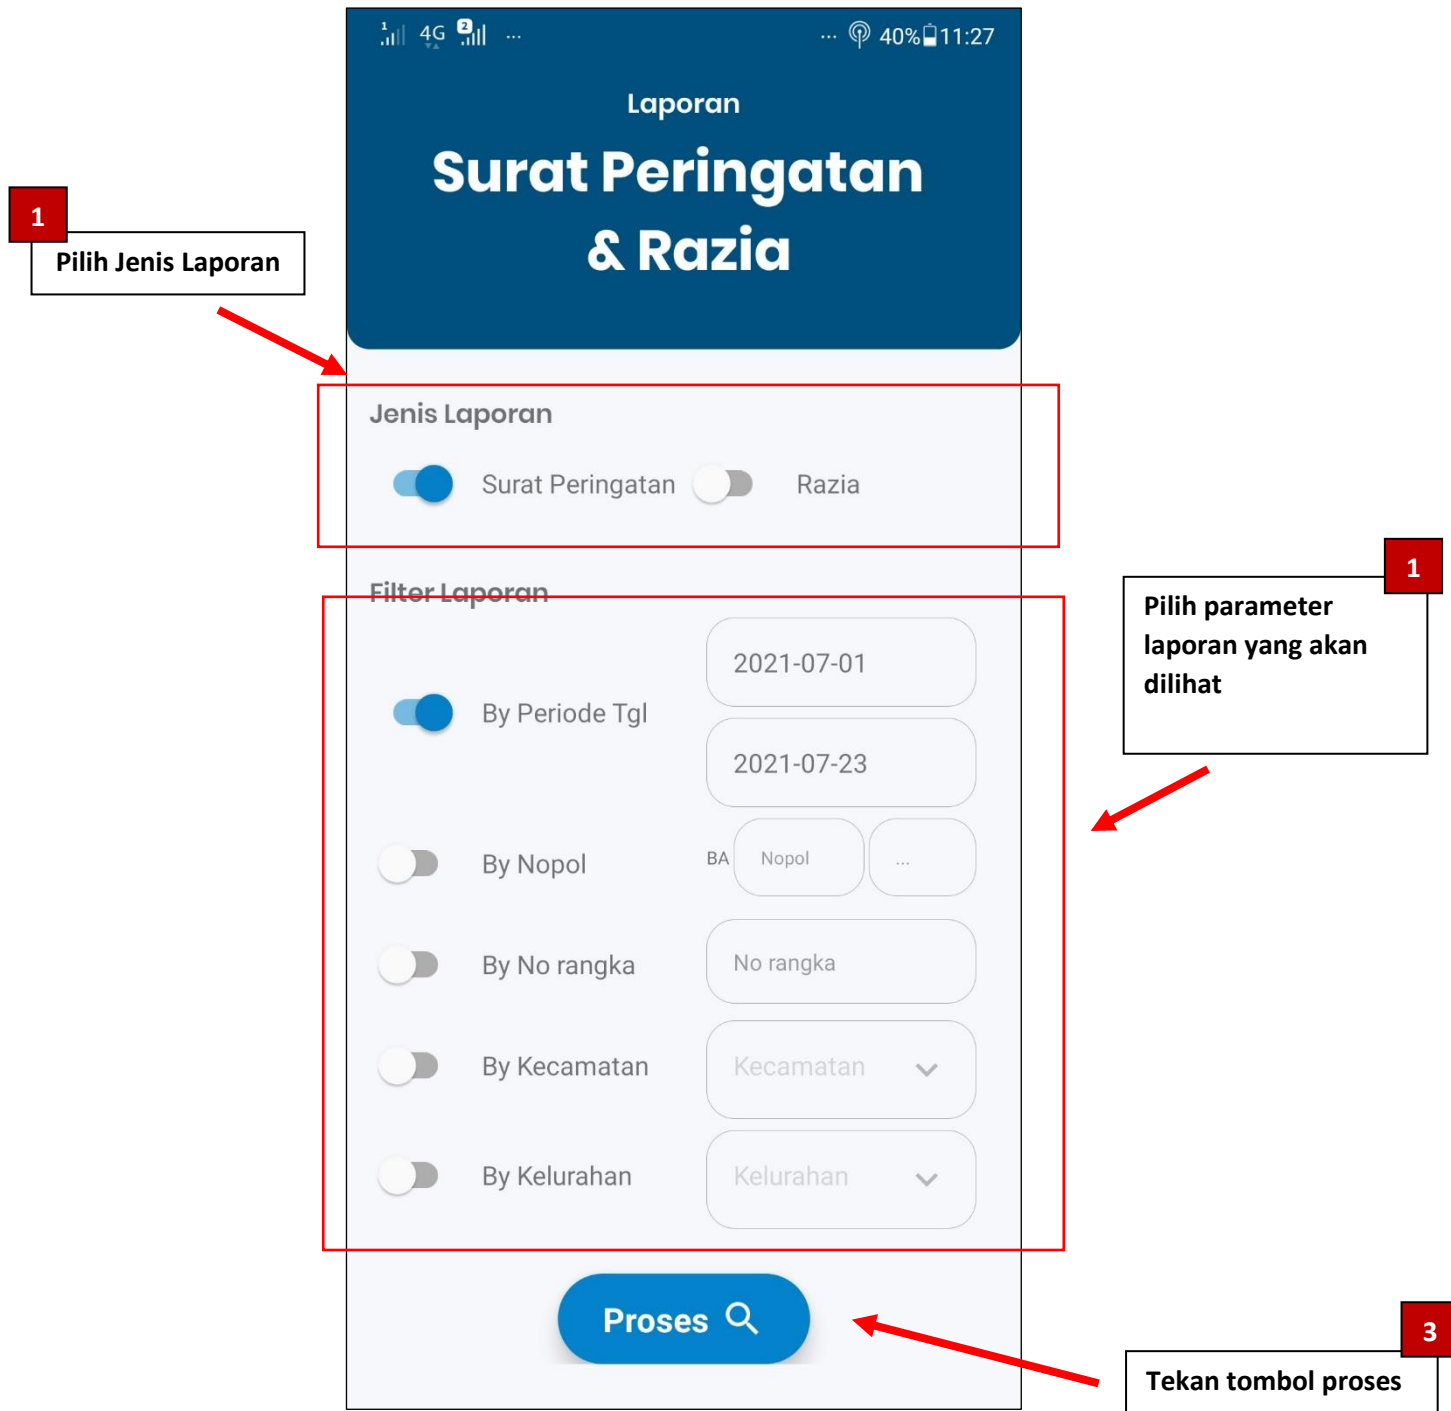 1 4G 2 ... ... 40% 11:27
Laporan
Surat Peringatan
& Razia
1
Pilih Jenis Laporan
Jenis Laporan
Surat Peringatan Razia
1
Pilih parameter
laporan yang akan
dilihat
Filter Laporan
2021-07-01
By Periode Tgl
2021-07-23
By Nopol BA Nopol ...
By No rangka No rangka
By Kecamatan Kecamatan
By Kelurahan Kelurahan
Proses
3
Tekan tombol proses